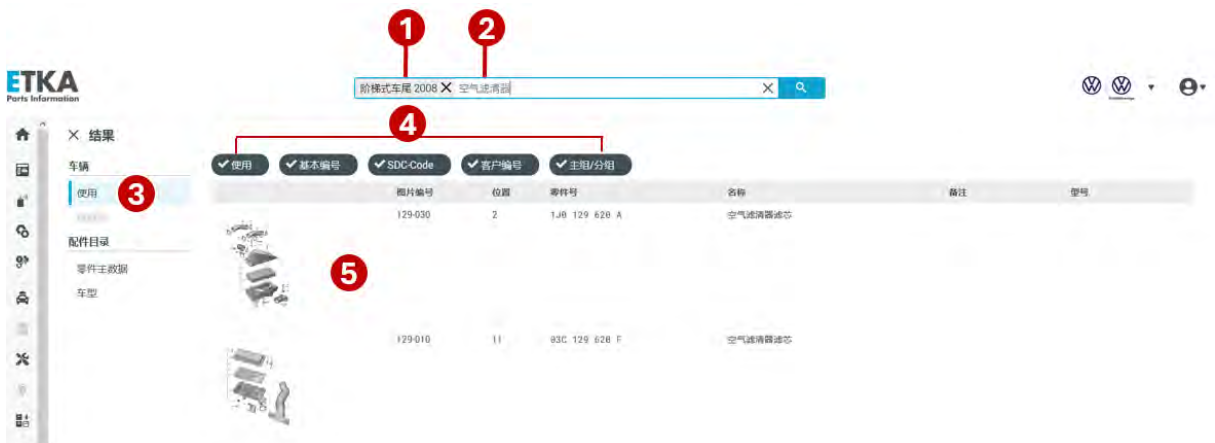 1 2
ETKA
Parts Information
阶梯式车尾 2008 空气滤清器
4
结果
车辆
使用 基本编号 SDC-Code 客户编号 主组/分组
使用 3
图片编号 位置 零件号 名称 备注 型号
129-030 2 1J0 129 620 A 空气滤清器滤芯
配件目录
零件主数据
5
车型
129-010 11 03C 129 620 F 空气滤清器滤芯